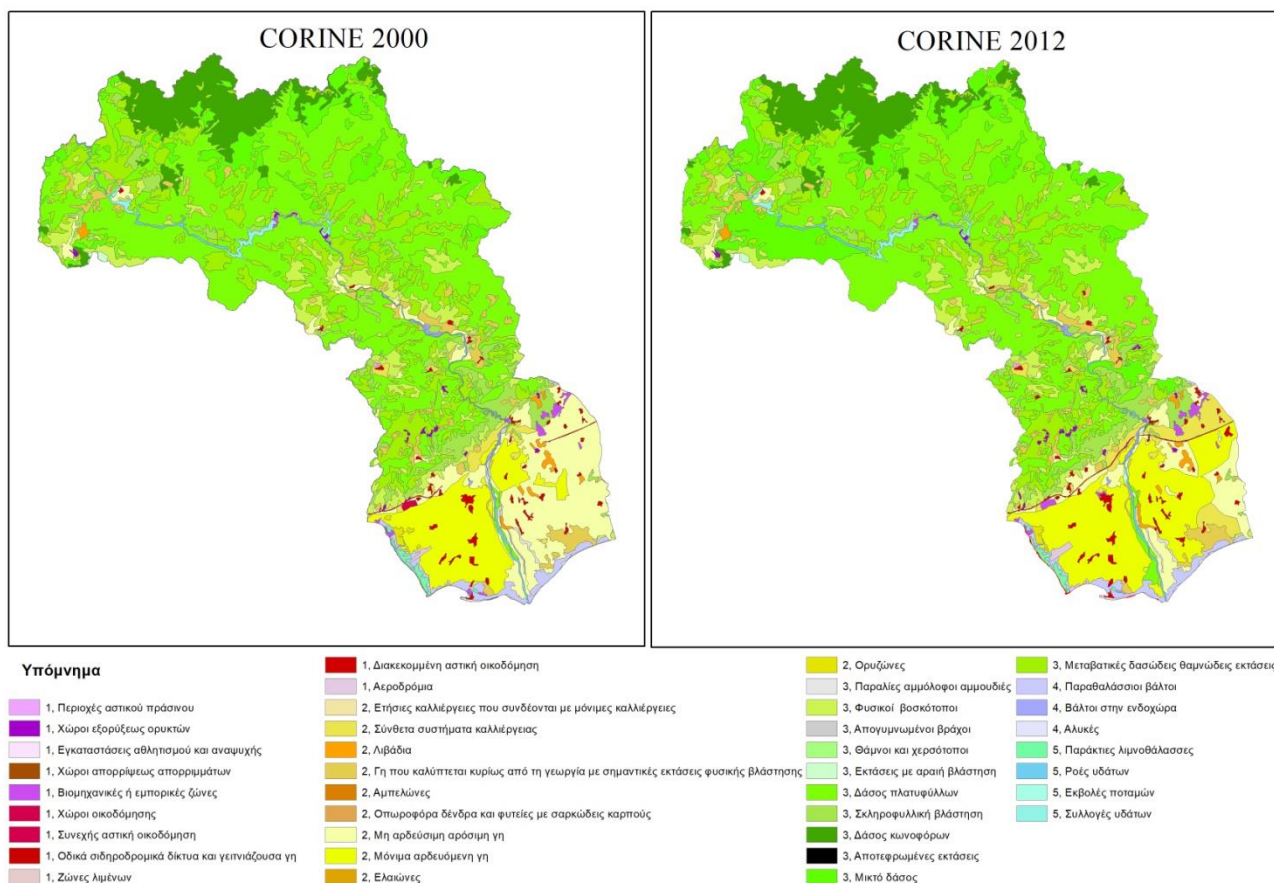 CORINE 2000
CORINE 2012
Υπόμνημα
1, Περιοχές αστικού πράσινου
1, Χώροι εξορύξεως ορυκτών
1, Εγκαταστάσεις αθλητισμού και αναψυχής
1, Χώροι απορρίψεως απορριμμάτων
1, Βιομηχανικές ή εμπορικές ζώνες
1, Χώροι οικοδόμησης
1, Συνεχής αστική οικοδόμηση
1, Οδικά σιδηροδρομικά δίκτυα και γειτνιάζουσα γη
1, Ζώνες λιμένων
1, Διακεκομμένη αστική οικοδόμηση
1, Αεροδρόμια
2, Ετήσιες καλλιέργειες που συνδέονται με μόνιμες καλλιέργειες
2, Σύνθετα συστήματα καλλιέργειας
2, Λιβάδια
2, Γη που καλύπτεται κυρίως από τη γεωργία με σημαντικές εκτάσεις φυσικής βλάστησης
2, Αμπελώνες
2, Οπωροφόρα δένδρα και φυτείες με σαρκώδεις καρπούς
2, Μη αρδεύσιμη αρόσιμη γη
2, Μόνιμα αρδευόμενη γη
2, Ελαιώνες
2, Ορυζώνες
3, Παραλίες αμμόλοφοι αμμουδιές
3, Φυσικοί βοσκότοποι
3, Απογυμνωμένοι βράχοι
3, Θάμνοι και χερσότοποι
3, Εκτάσεις με αραιή βλάστηση
3, Δάσος πλατυφύλλων
3, Σκληροφυλλική βλάστηση
3, Δάσος κωνοφόρων
3, Αποτεφρωμένες εκτάσεις
3, Μικτό δάσος
3, Μεταβατικές δασώδεις θαμνώδεις εκτάσεις
4, Παραθαλάσσιοι βάλτοι
4, Βάλτοι στην ενδοχώρα
4, Αλυκές
5, Παράκτιες λιμνοθάλασσες
5, Ροές υδάτων
5, Εκβολές ποταμών
5, Συλλογές υδάτων